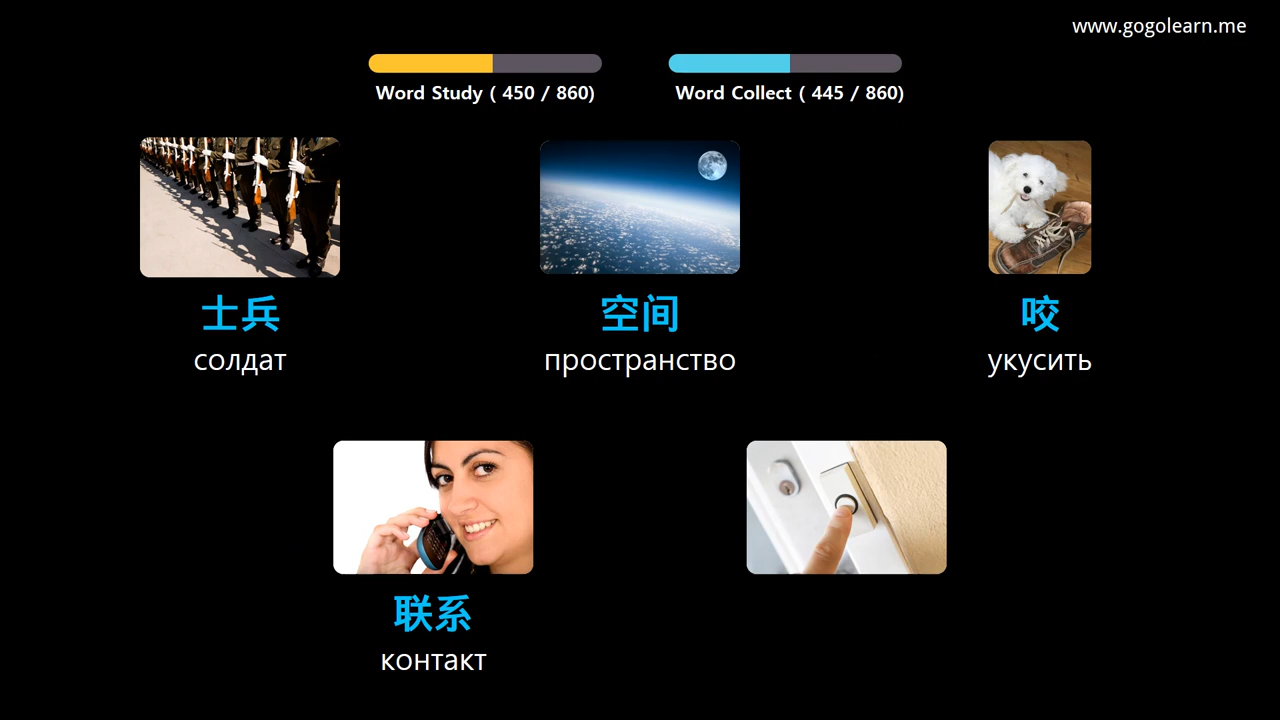 www.gogolearn.me
Word Study ( 450 / 860)
Word Collect ( 445 / 860)
士兵
солдат
空间
пространство
咬
укусить
联系
контакт